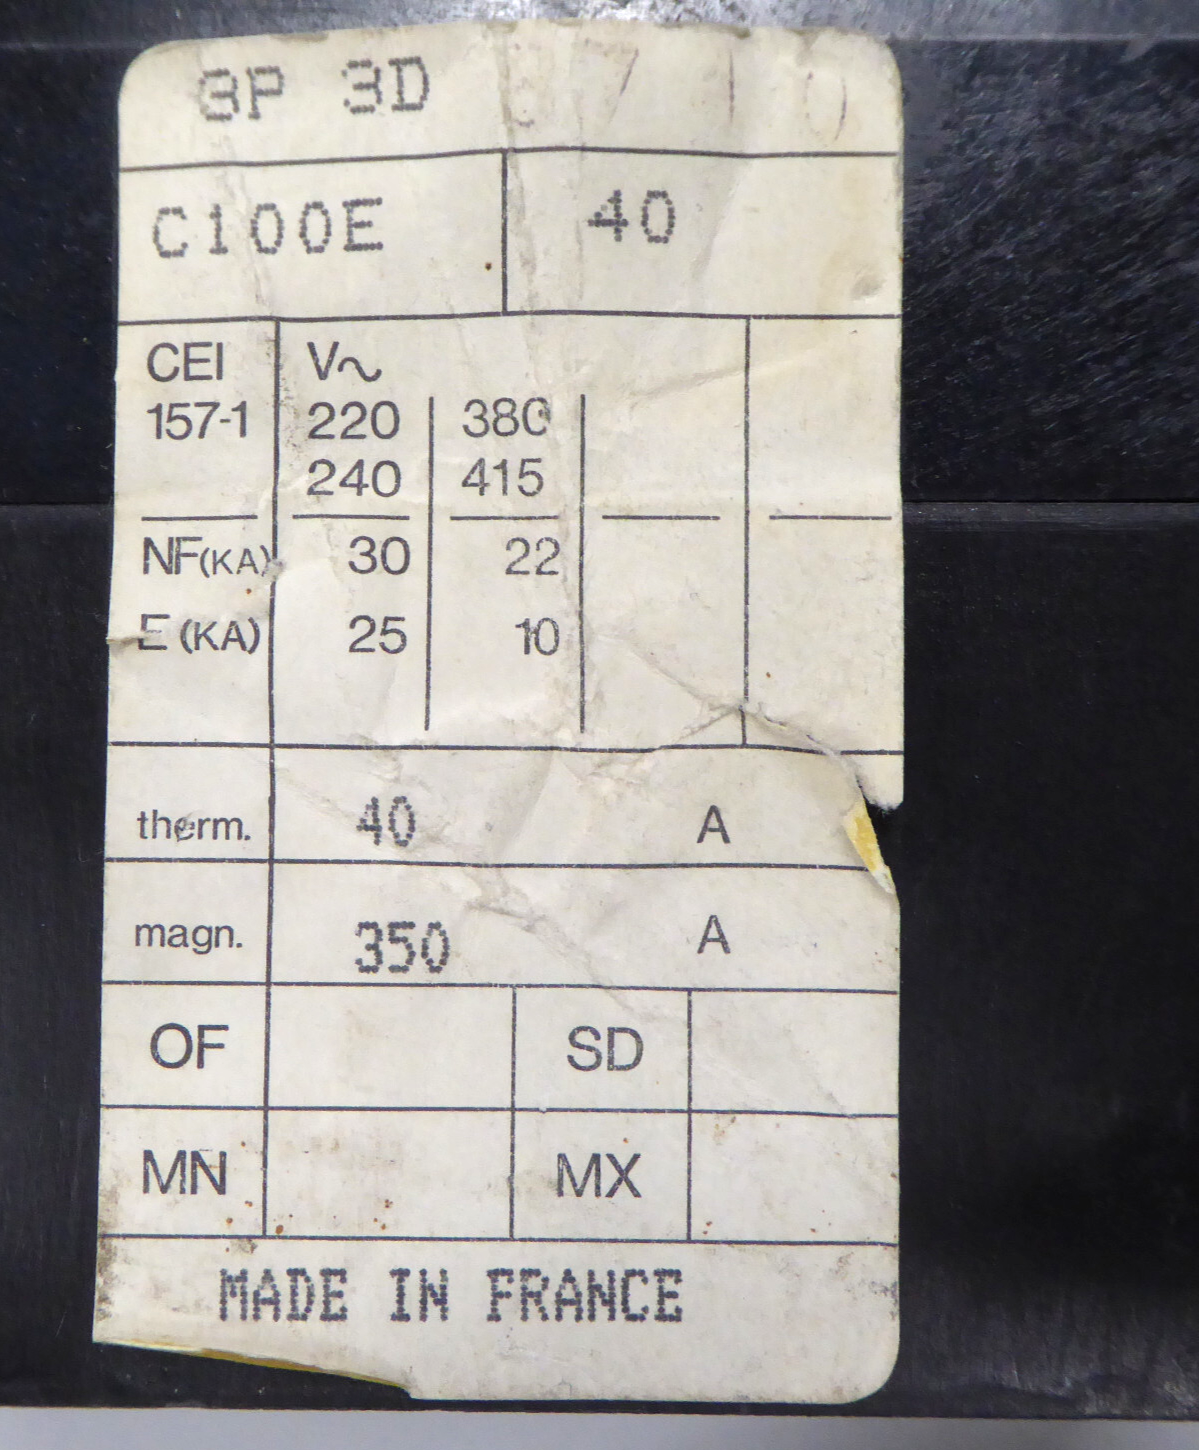 3P 3D
C100E 40
CEI V~
157-1 220 380
240 415
NF(KA) 30 22
E (KA) 25 10
therm. 40 A
magn. 350 A
OF SD
MN MX
MADE IN FRANCE